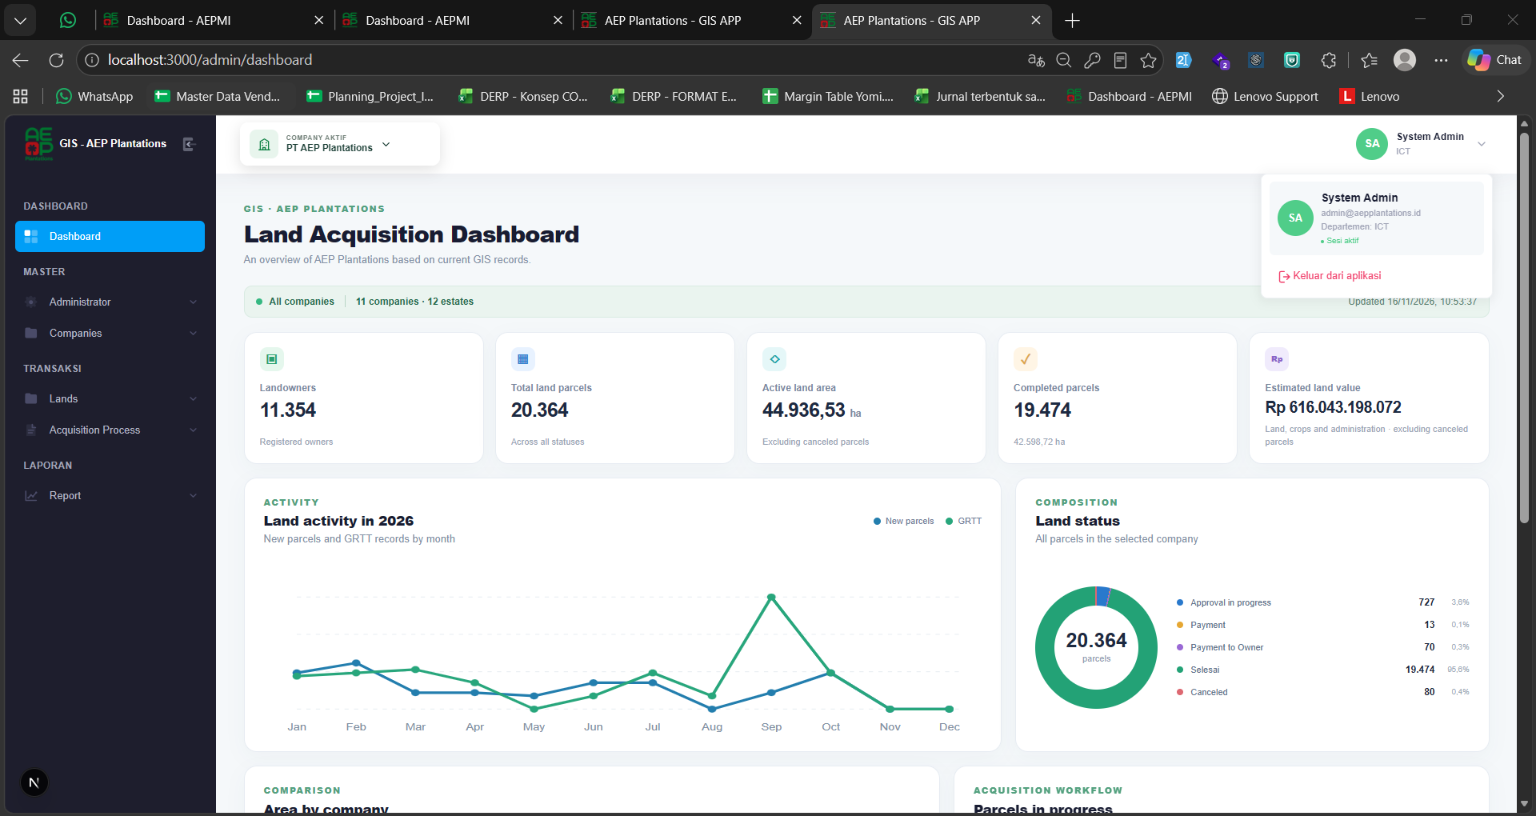 Dashboard - AEPMI
Dashboard - AEPMI
AEP Plantations - GIS APP
AEP Plantations - GIS APP
localhost:3000/admin/dashboard
Chat
WhatsApp
Master Data Vend...
Planning_Project_I...
DERP - Konsep CO...
DERP - FORMAT E...
Margin Table Yomi....
Jurnal terbentuk sa...
Dashboard - AEPMI
Lenovo Support
L Lenovo
GIS - AEP Plantations
DASHBOARD
Dashboard
MASTER
Administrator
Companies
TRANSAKSI
Lands
Acquisition Process
LAPORAN
Report
N
COMPANY AKTIF
PT AEP Plantations
SA
System Admin
ICT
SA
System Admin
admin@aepplantations.id
Departemen: ICT
Sesi aktif
Keluar dari aplikasi
GIS · AEP PLANTATIONS
Land Acquisition Dashboard
An overview of AEP Plantations based on current GIS records.
All companies
11 companies · 12 estates
Updated 16/11/2026, 10:53:37
Landowners
11.354
Registered owners
Total land parcels
20.364
Across all statuses
Active land area
44.936,53 ha
Excluding canceled parcels
Completed parcels
19.474
42.598,72 ha
Rp
Estimated land value
Rp 616.043.198.072
Land, crops and administration · excluding canceled
parcels
ACTIVITY
Land activity in 2026
New parcels and GRTT records by month
New parcels
GRTT
Jan Feb Mar Apr May Jun Jul Aug Sep Oct Nov Dec
COMPOSITION
Land status
All parcels in the selected company
20.364
parcels
Approval in progress 727 3,6%
Payment 13 0,1%
Payment to Owner 70 0,3%
Selesai 19.474 95,6%
Canceled 80 0,4%
COMPARISON
Area by company
ACQUISITION WORKFLOW
Parcels in progress